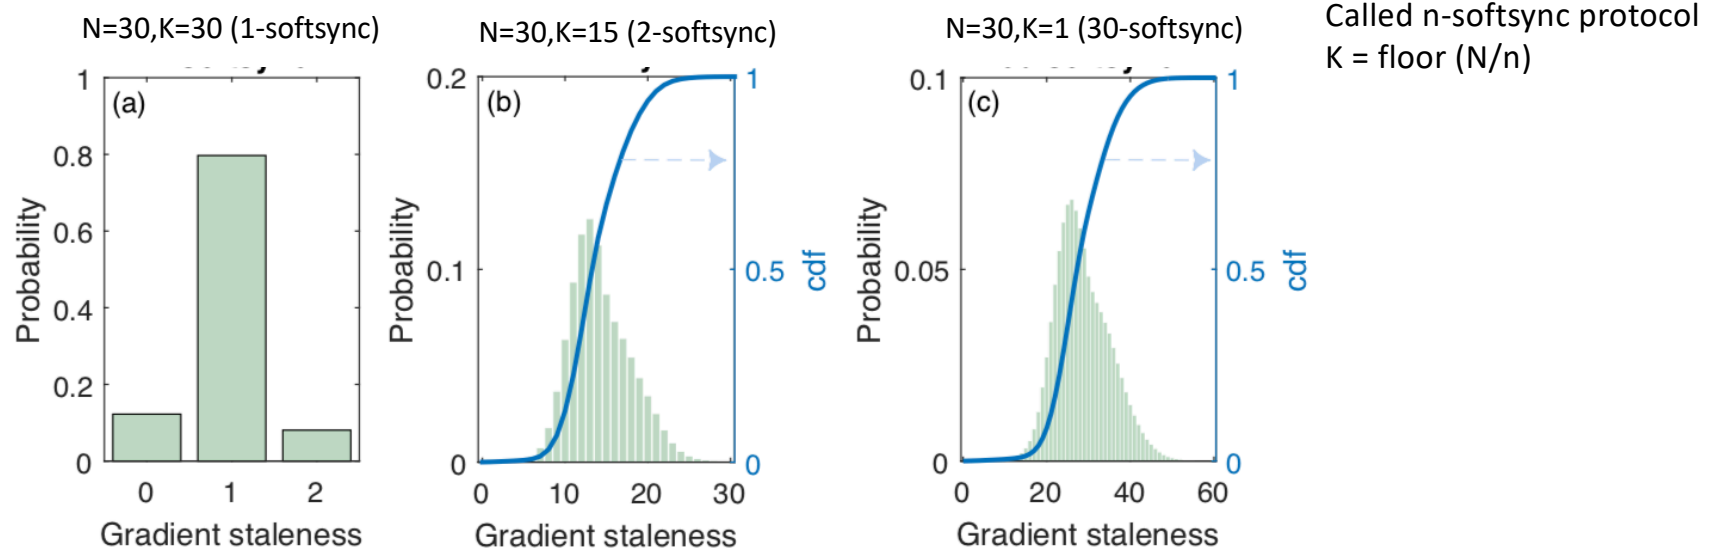 N=30,K=30 (1-softsync)
N=30,K=15 (2-softsync)
N=30,K=1 (30-softsync)
Called n-softsync protocol
K = floor (N/n)
(a)
1
0.8
0.6
0.4
0.2
0
Probability
0 1 2
Gradient staleness
(b)
0.2
0.1
0
Probability
1
0.5
0
cdf
0 10 20 30
Gradient staleness
(c)
0.1
0.05
0
Probability
1
0.5
0
cdf
0 20 40 60
Gradient staleness